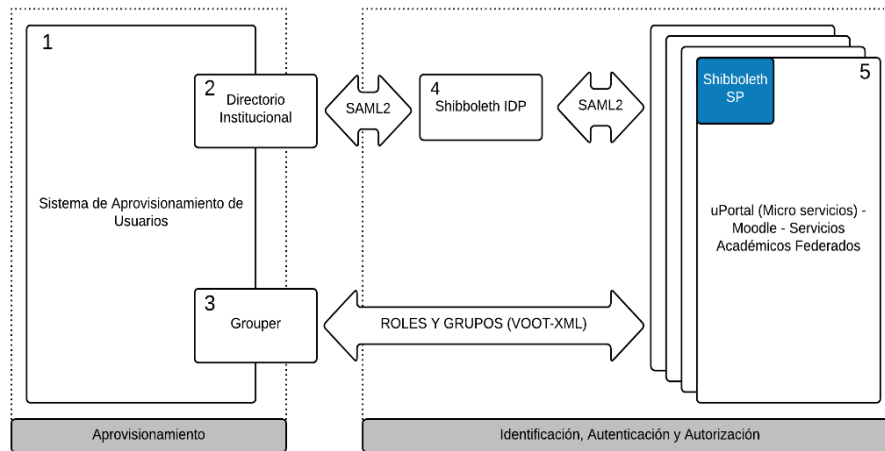 1
Sistema de Aprovisionamiento de
Usuarios
2
Directorio
Institucional
SAML2
4
Shibboleth IDP
SAML2
5
Shibboleth
SP
uPortal (Micro servicios) -
Moodle - Servicios
Académicos Federados
3
Grouper
ROLES Y GRUPOS (VOOT-XML)
Aprovisionamiento
Identificación, Autenticación y Autorización